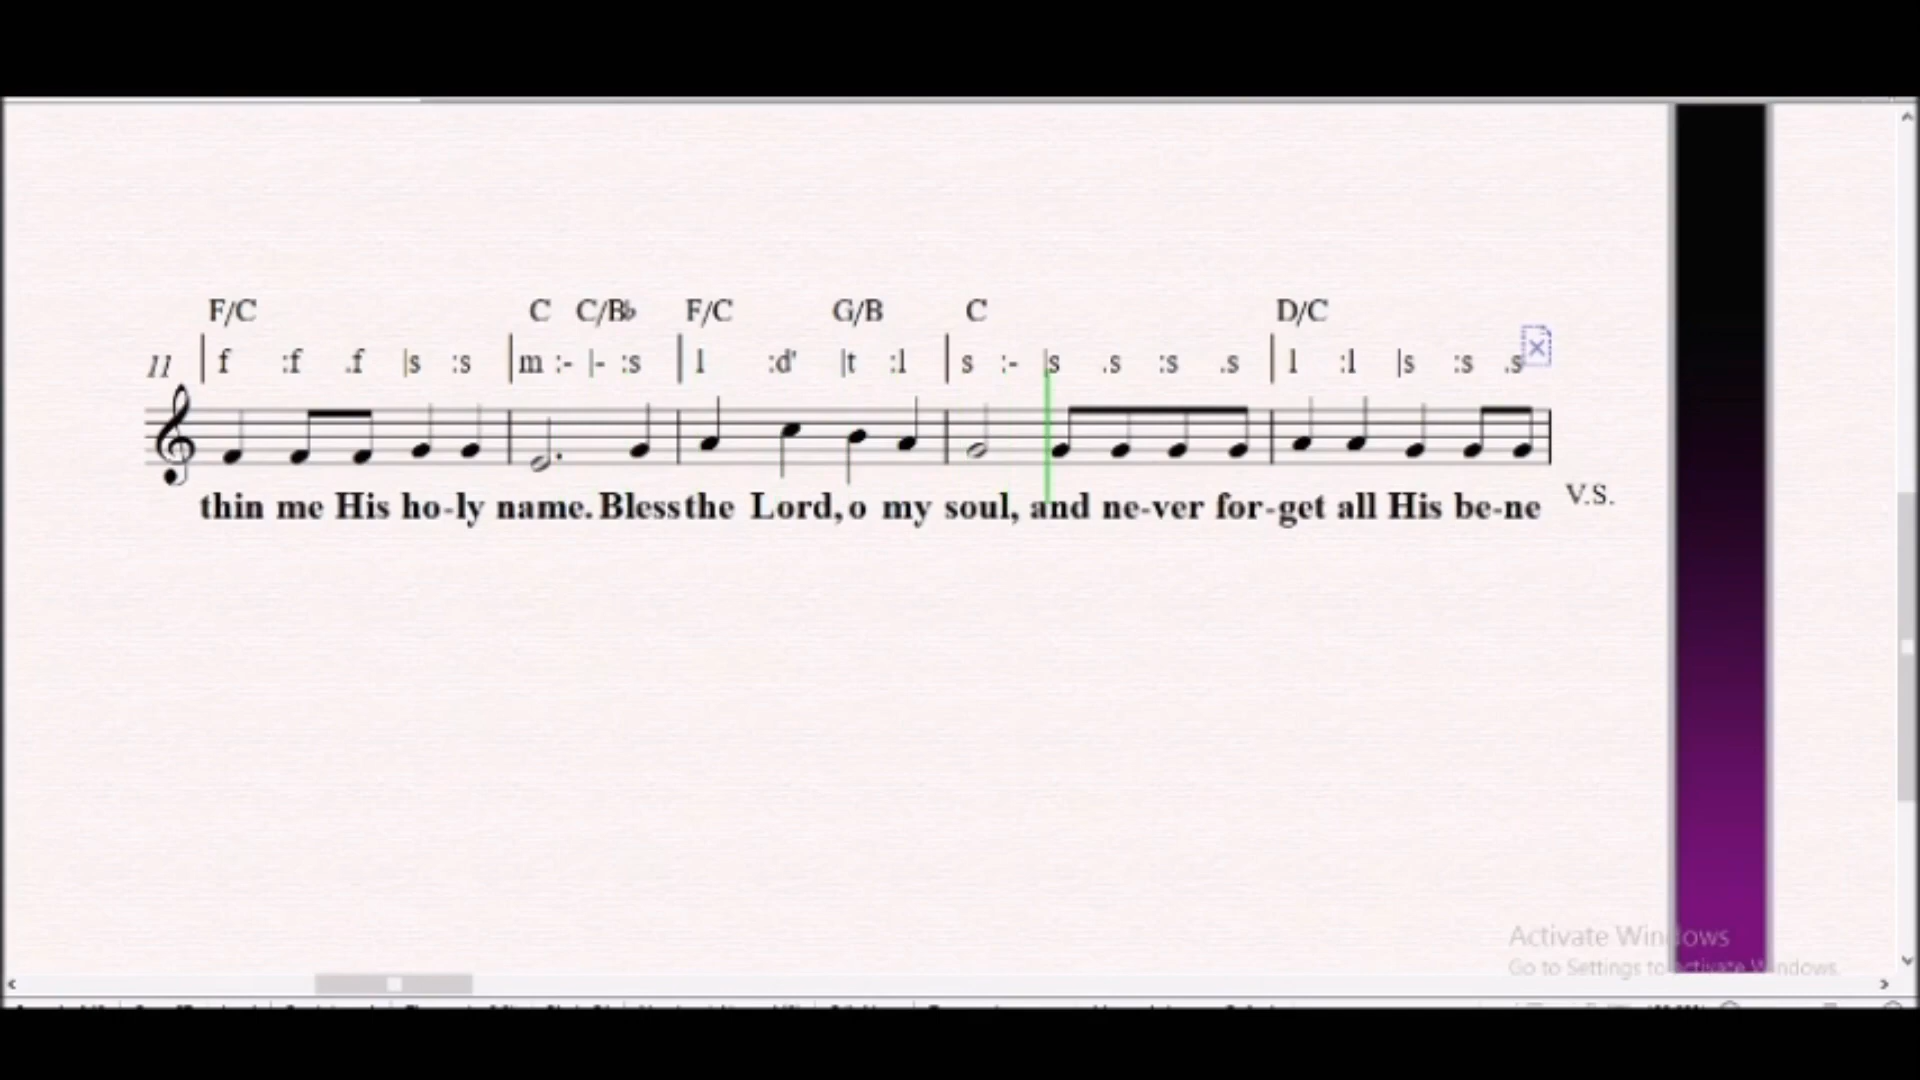 F/C C C/B♭ F/C G/B C D/C
11 |f :f .f |s :s |m :- |- :s |l :d' |t :l |s :- |s .s :s .s |l :l |s :s .s
thin me His ho-ly name. Bless the Lord, o my soul, and ne-ver for-get all His be-ne
V.S.
Activate Windows
Go to Settings to activate Windows.